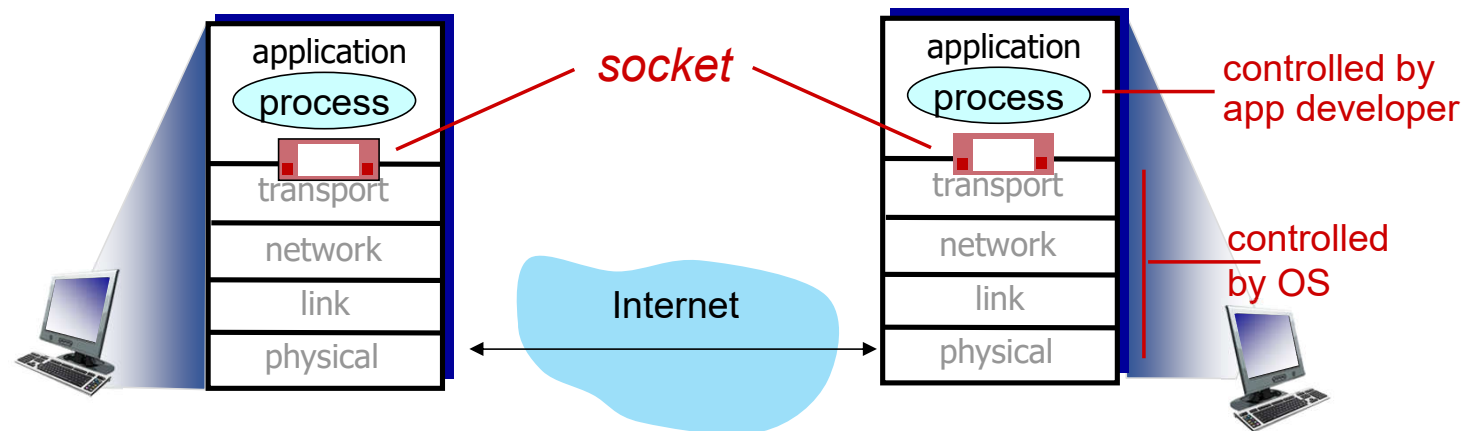 application
process
transport
network
link
physical
socket
Internet
application
process
transport
network
link
physical
controlled by
app developer
controlled
by OS